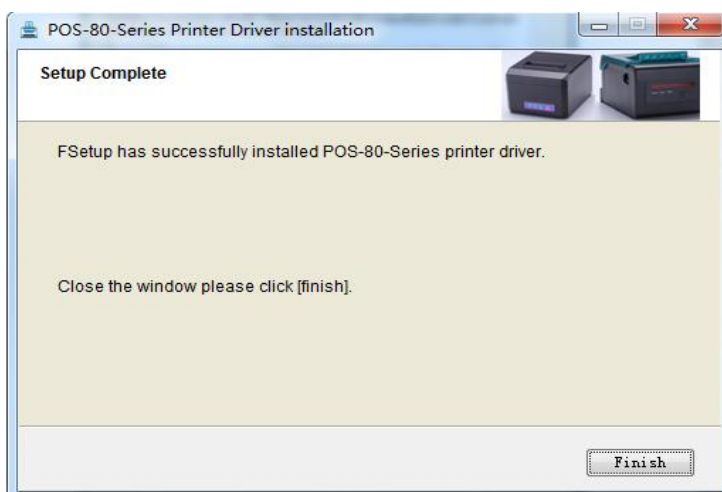 POS-80-Series Printer Driver installation
Setup Complete
FSetup has successfully installed POS-80-Series printer driver.
Close the window please click [finish].
Finish